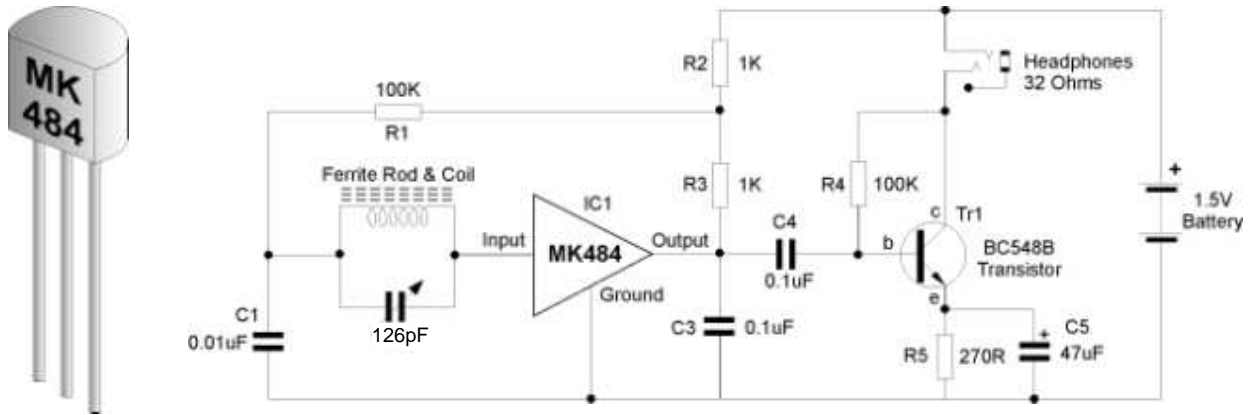 MK
484
100K
R1
Ferrite Rod & Coil
126pF
C1
0.01uF
Input
IC1
MK484
Output
Ground
R2
1K
R3
1K
C4
0.1uF
C3
0.1uF
R4
100K
Headphones
32 Ohms
c
Tr1
b
e
BC548B
Transistor
R5
270R
+
C5
47uF
+
1.5V
Battery